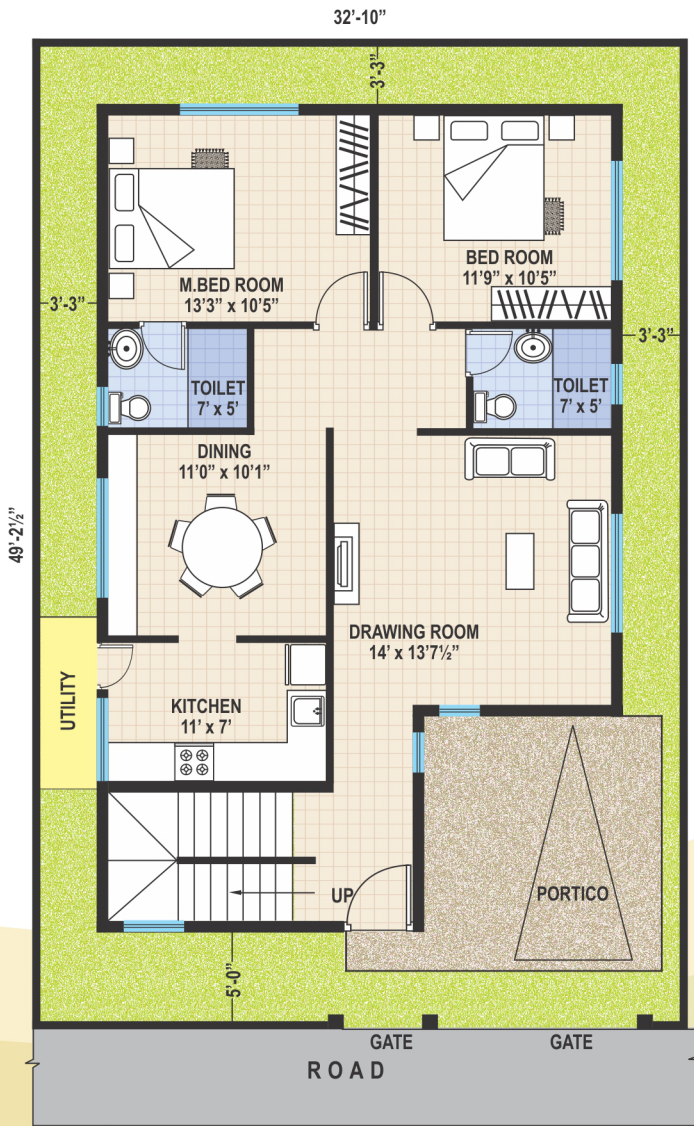 32'-10”
3'-3”
M.BED ROOM
13'3” x 10'5”
BED ROOM
11'9” x 10'5”
3'-3”
3'-3”
TOILET
7' x 5'
TOILET
7' x 5'
DINING
11'0” x 10'1”
49'-2½”
DRAWING ROOM
14' x 13'7½”
UTILITY
KITCHEN
11' x 7'
UP
PORTICO
5'-0”
GATE
GATE
ROAD